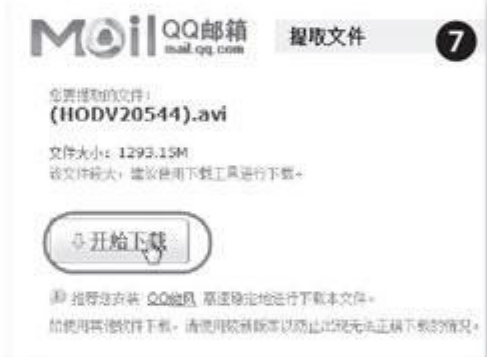 Mail QQ邮箱 提取文件 7
mail.qq.com
您要提取的文件：
(HODV20544).avi
文件大小：1293.15M
该文件较大，建议使用下载工具进行下载。
开始下载
推荐您安装 QQ旋风 高速稳定地进行下载本文件。
如使用其他软件下载，请使用较新版本以防止出现无法正确下载的情况。